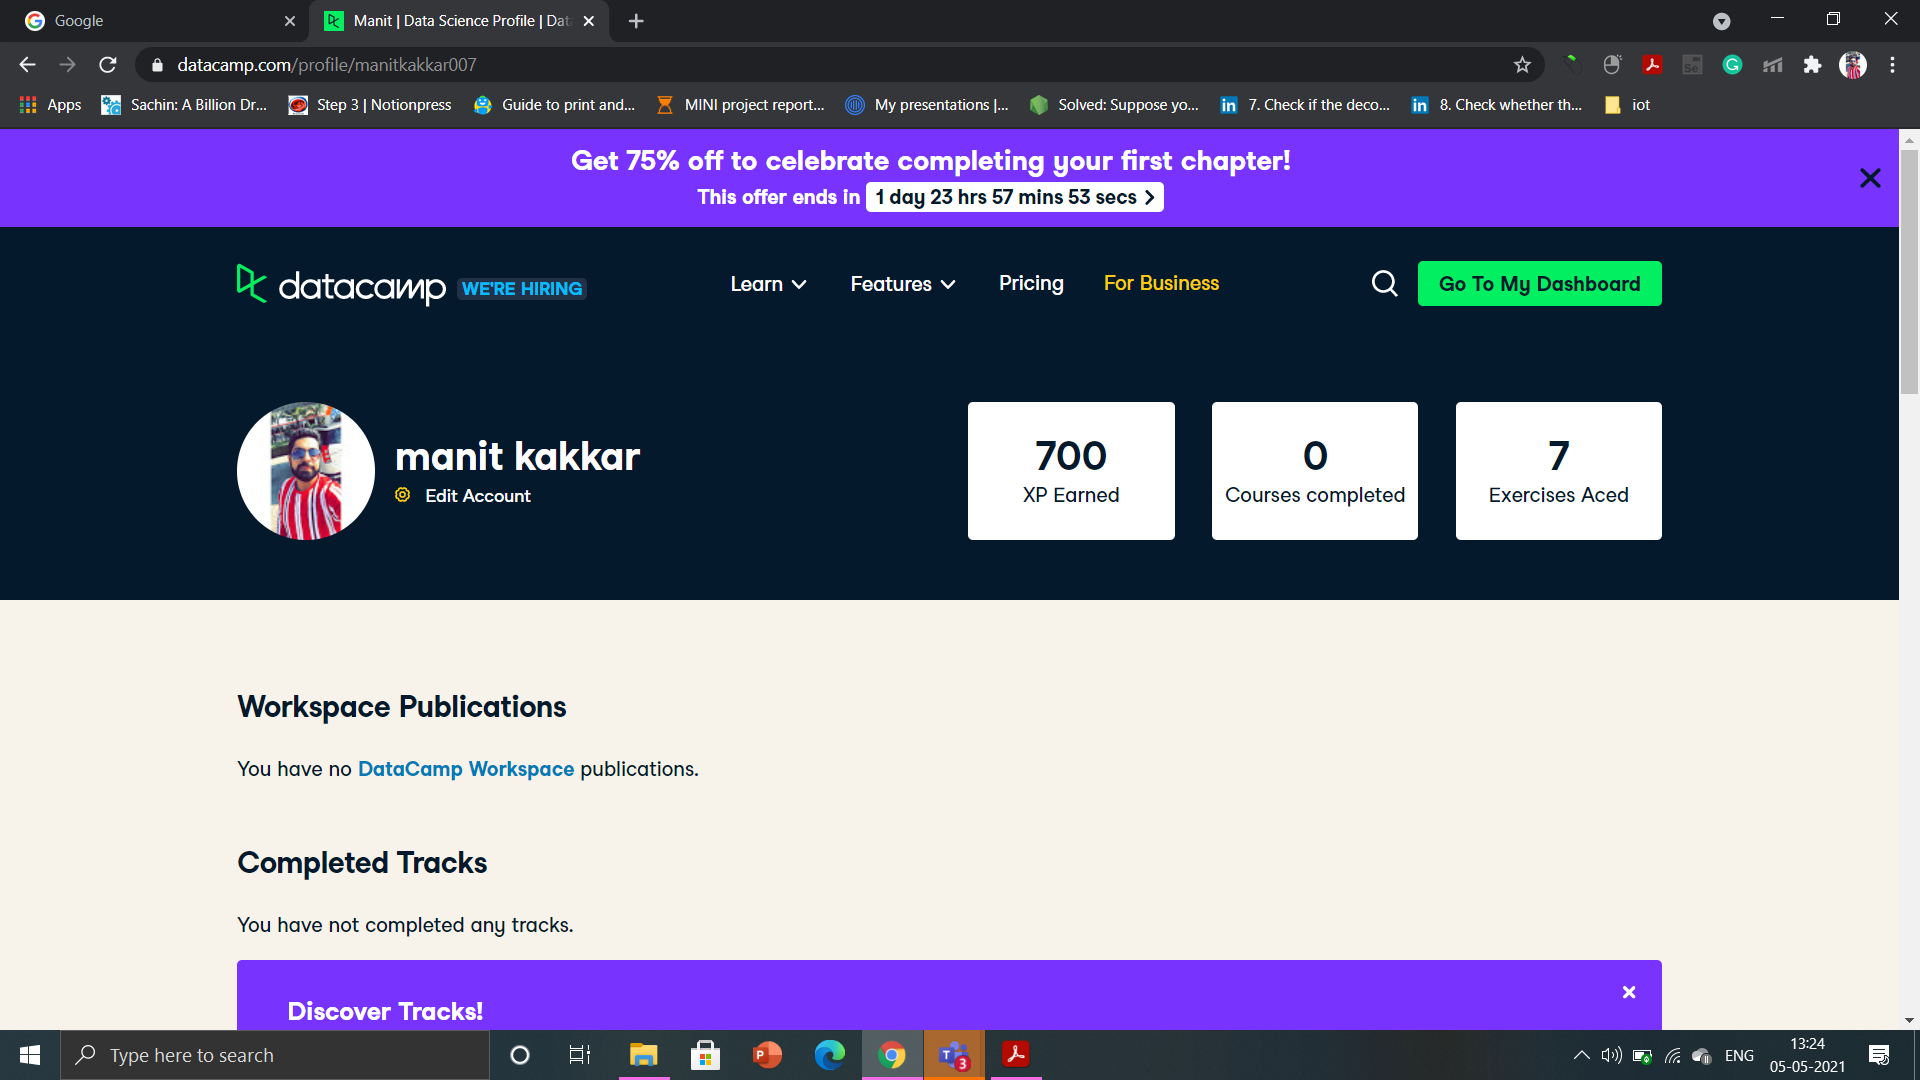 Google
Manit | Data Science Profile | Dat
datacamp.com/profile/manitkakkar007
Apps
Sachin: A Billion Dr...
Step 3 | Notionpress
Guide to print and...
MINI project report...
My presentations |...
Solved: Suppose yo...
7. Check if the deco...
8. Check whether th...
iot
Get 75% off to celebrate completing your first chapter!
This offer ends in 1 day 23 hrs 57 mins 53 secs
datacamp WE'RE HIRING
Learn
Features
Pricing
For Business
Go To My Dashboard
manit kakkar
Edit Account
700
XP Earned
0
Courses completed
7
Exercises Aced
Workspace Publications
You have no DataCamp Workspace publications.
Completed Tracks
You have not completed any tracks.
Discover Tracks!
Type here to search
3
ENG
13:24
05-05-2021